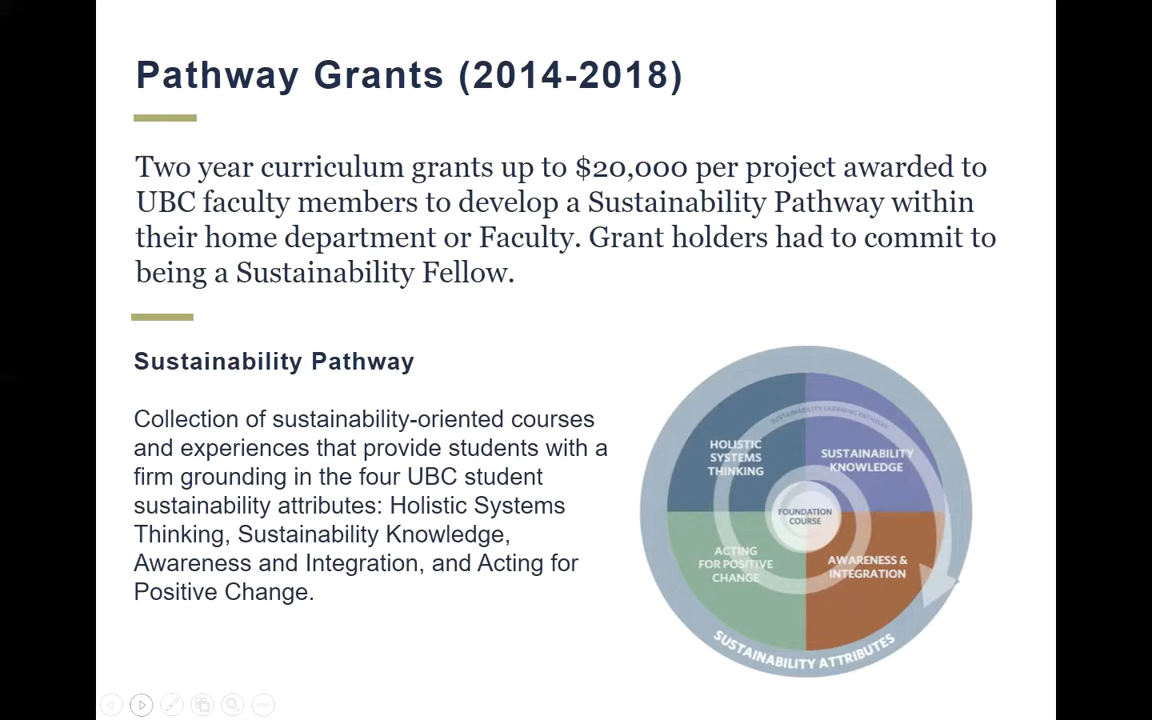 Pathway Grants (2014-2018)
Two year curriculum grants up to $20,000 per project awarded to
UBC faculty members to develop a Sustainability Pathway within
their home department or Faculty. Grant holders had to commit to
being a Sustainability Fellow.
Sustainability Pathway
Collection of sustainability-oriented courses
and experiences that provide students with a
firm grounding in the four UBC student
sustainability attributes: Holistic Systems
Thinking, Sustainability Knowledge,
Awareness and Integration, and Acting for
Positive Change.
SUSTAINABILITY LEARNING PATHWAY
HOLISTIC
SYSTEMS
THINKING
SUSTAINABILITY
KNOWLEDGE
FOUNDATION
COURSE
ACTING
FOR POSITIVE
CHANGE
AWARENESS &
INTEGRATION
SUSTAINABILITY ATTRIBUTES